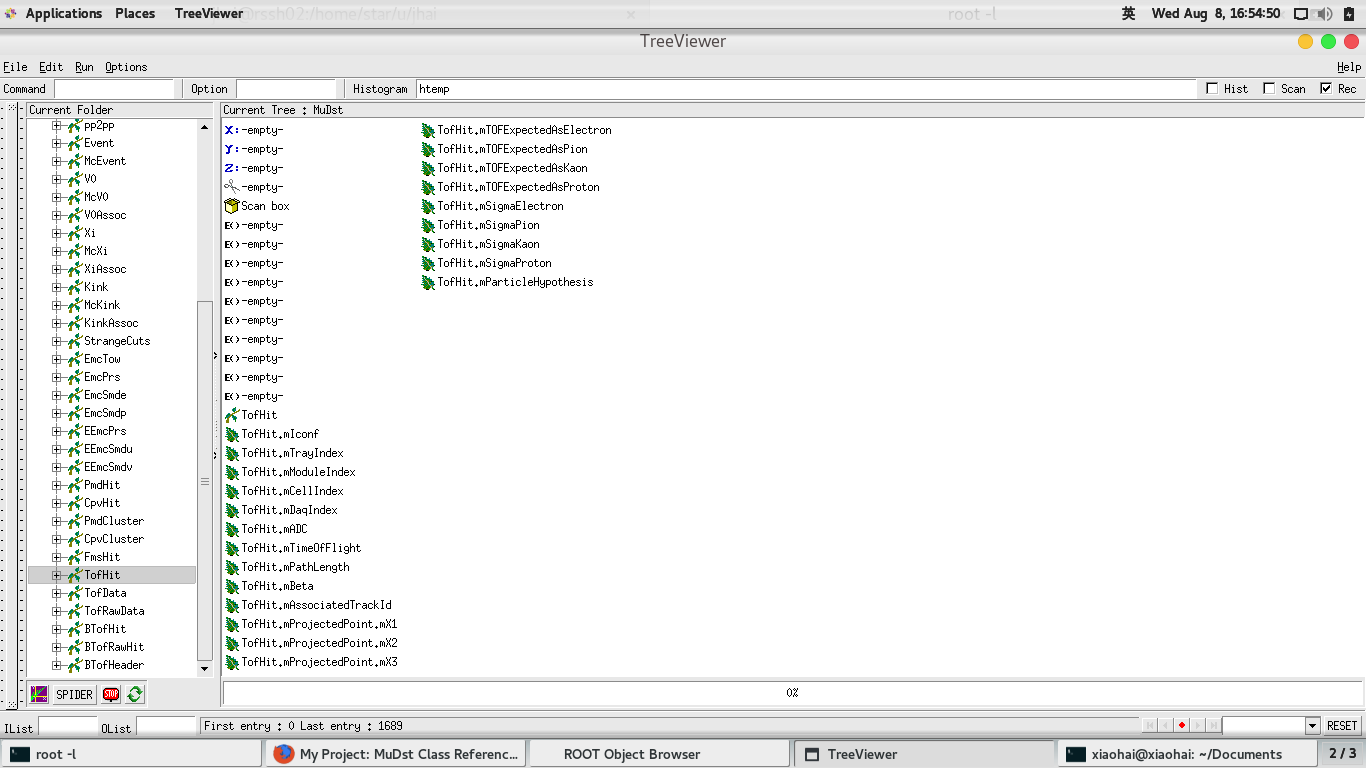 Applications Places TreeViewer @rssh02:/home/star/u/jhai root -l 英 Wed Aug 8, 16:54:50
TreeViewer
File Edit Run Options Help
Command Option Histogram htemp Hist Scan Rec
Current Folder
pp2pp
Event
McEvent
V0
McV0
V0Assoc
Xi
McXi
XiAssoc
Kink
McKink
KinkAssoc
StrangeCuts
EmcTow
EmcPrs
EmcSmde
EmcSmdp
EEmcPrs
EEmcSmdu
EEmcSmdv
PmdHit
CpvHit
PmdCluster
CpvCluster
FmsHit
TofHit
TofData
TofRawData
BTofHit
BTofRawHit
BTofHeader
SPIDER STOP
Current Tree : MuDst
X:-empty-
Y:-empty-
Z:-empty-
-empty-
Scan box
E()-empty-
E()-empty-
E()-empty-
E()-empty-
E()-empty-
E()-empty-
E()-empty-
E()-empty-
E()-empty-
E()-empty-
TofHit
TofHit.mIconf
TofHit.mTrayIndex
TofHit.mModuleIndex
TofHit.mCellIndex
TofHit.mDaqIndex
TofHit.mADC
TofHit.mTimeOfFlight
TofHit.mPathLength
TofHit.mBeta
TofHit.mAssociatedTrackId
TofHit.mProjectedPoint.mX1
TofHit.mProjectedPoint.mX2
TofHit.mProjectedPoint.mX3
TofHit.mTOFExpectedAsElectron
TofHit.mTOFExpectedAsPion
TofHit.mTOFExpectedAsKaon
TofHit.mTOFExpectedAsProton
TofHit.mSigmaElectron
TofHit.mSigmaPion
TofHit.mSigmaKaon
TofHit.mSigmaProton
TofHit.mParticleHypothesis
0%
IList OList First entry : 0 Last entry : 1689 RESET
root -l My Project: MuDst Class Referenc... ROOT Object Browser TreeViewer xiaohai@xiaohai: ~/Documents 2 / 3